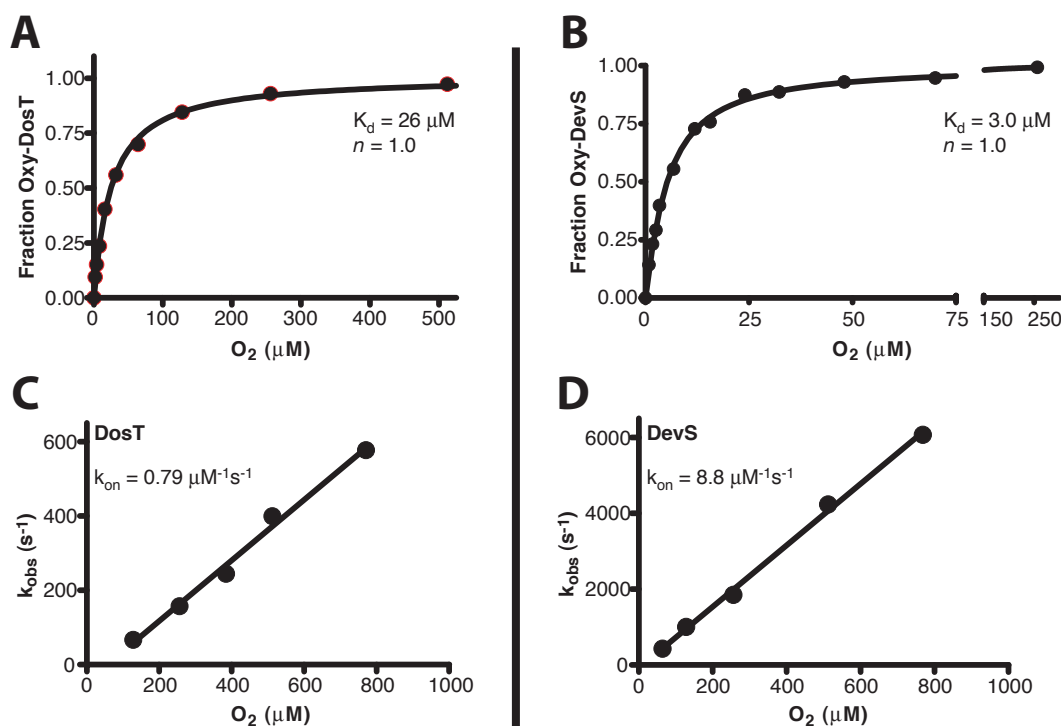 A
Fraction Oxy-DosT
1.00
0.75
0.50
0.25
0.00
K_d = 26 μM
n = 1.0
0 100 200 300 400 500
O₂ (μM)
B
Fraction Oxy-DevS
1.00
0.75
0.50
0.25
0.00
K_d = 3.0 μM
n = 1.0
0 25 50 75 150 250
O₂ (μM)
C
DosT
k_on = 0.79 μM⁻¹s⁻¹
k_obs (s⁻¹)
600
400
200
0
0 200 400 600 800 1000
O₂ (μM)
D
DevS
k_on = 8.8 μM⁻¹s⁻¹
k_obs (s⁻¹)
6000
4000
2000
0
0 200 400 600 800 1000
O₂ (μM)